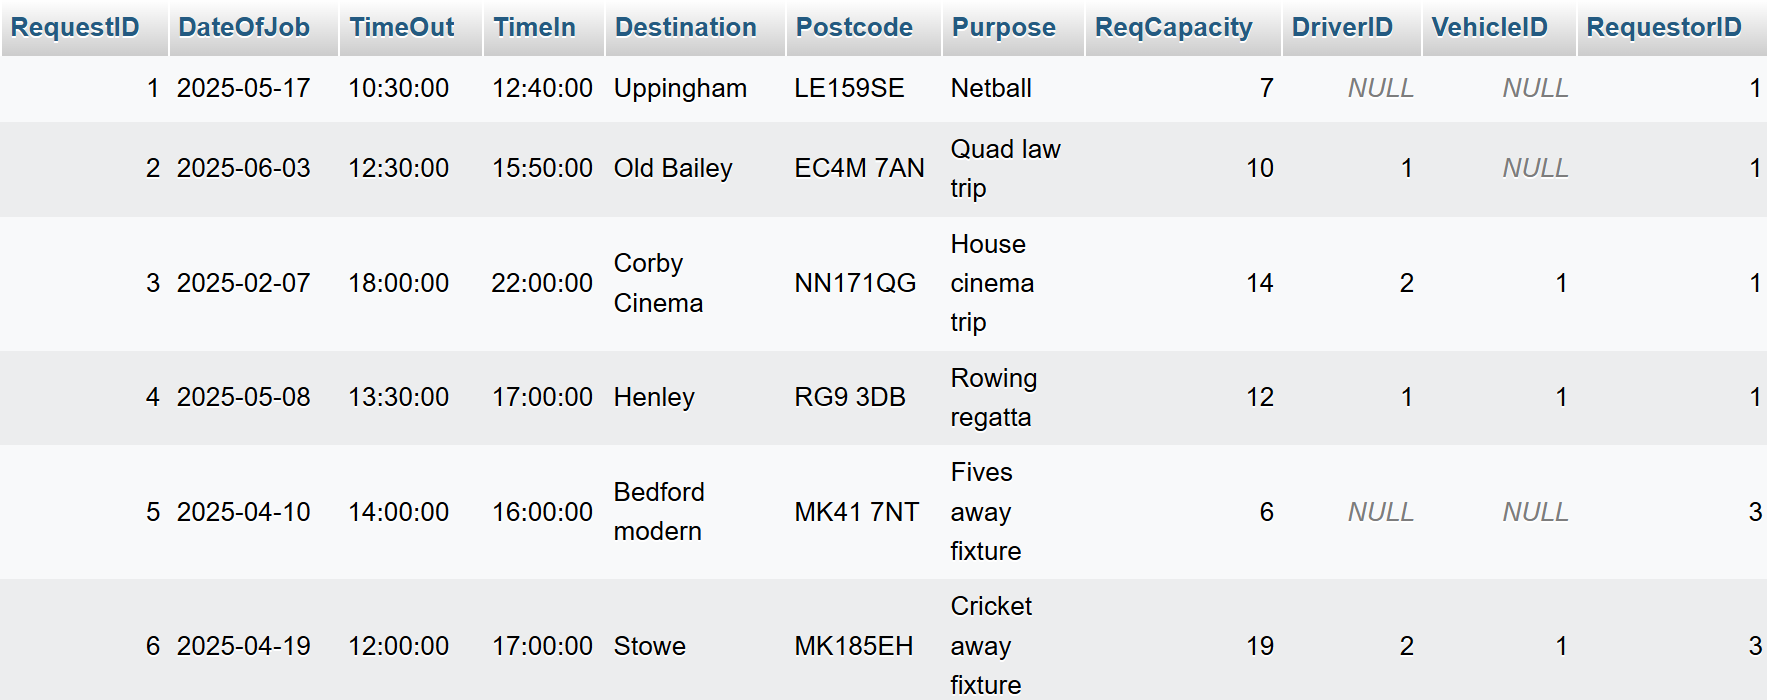 RequestID DateOfJob TimeOut TimeIn Destination Postcode Purpose ReqCapacity DriverID VehicleID RequestorID
1 2025-05-17 10:30:00 12:40:00 Uppingham LE159SE Netball 7 NULL NULL 1
2 2025-06-03 12:30:00 15:50:00 Old Bailey EC4M 7AN Quad law trip 10 1 NULL 1
3 2025-02-07 18:00:00 22:00:00 Corby Cinema NN171QG House cinema trip 14 2 1 1
4 2025-05-08 13:30:00 17:00:00 Henley RG9 3DB Rowing regatta 12 1 1 1
5 2025-04-10 14:00:00 16:00:00 Bedford modern MK41 7NT Fives away fixture 6 NULL NULL 3
6 2025-04-19 12:00:00 17:00:00 Stowe MK185EH Cricket away fixture 19 2 1 3